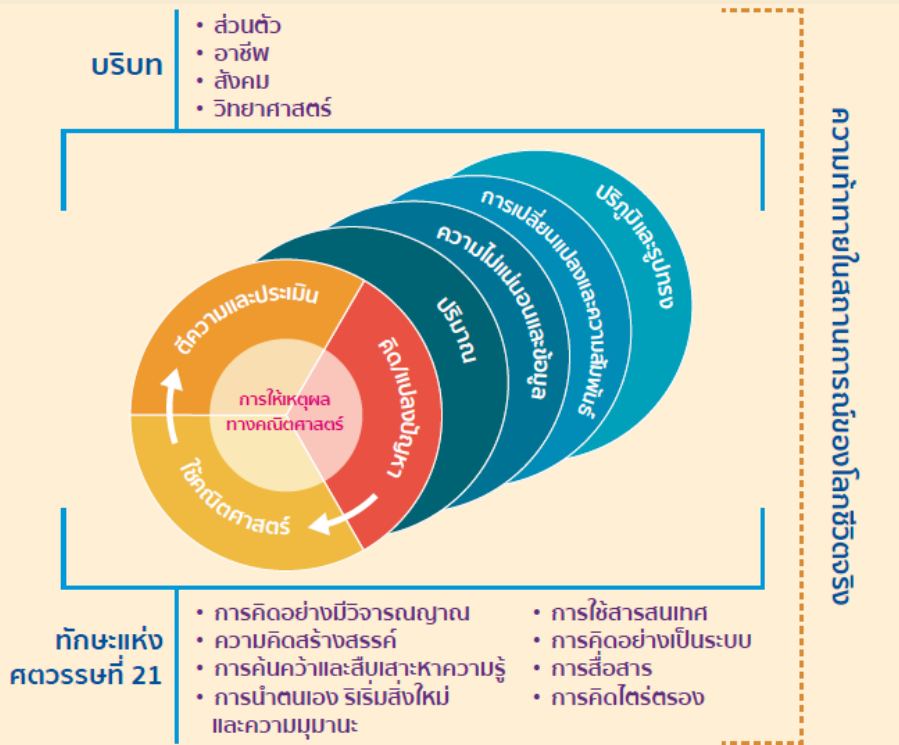 บริบท
• ส่วนตัว
• อาชีพ
• สังคม
• วิทยาศาสตร์
ความท้าทายในสถานการณ์ของโลกชีวิตจริง
ปริภูมิและรูปทรง
การเปลี่ยนแปลงและความสัมพันธ์
ความไม่แน่นอนและข้อมูล
ปริมาณ
ตีความและประเมิน
คิด/แปลงปัญหา
การให้เหตุผล
ทางคณิตศาสตร์
ใช้คณิตศาสตร์
ทักษะแห่ง
ศตวรรษที่ 21
• การคิดอย่างมีวิจารณญาณ
• ความคิดสร้างสรรค์
• การค้นคว้าและสืบเสาะหาความรู้
• การนำตนเอง ริเริ่มสิ่งใหม่
และความมุมานะ
• การใช้สารสนเทศ
• การคิดอย่างเป็นระบบ
• การสื่อสาร
• การคิดไตร่ตรอง